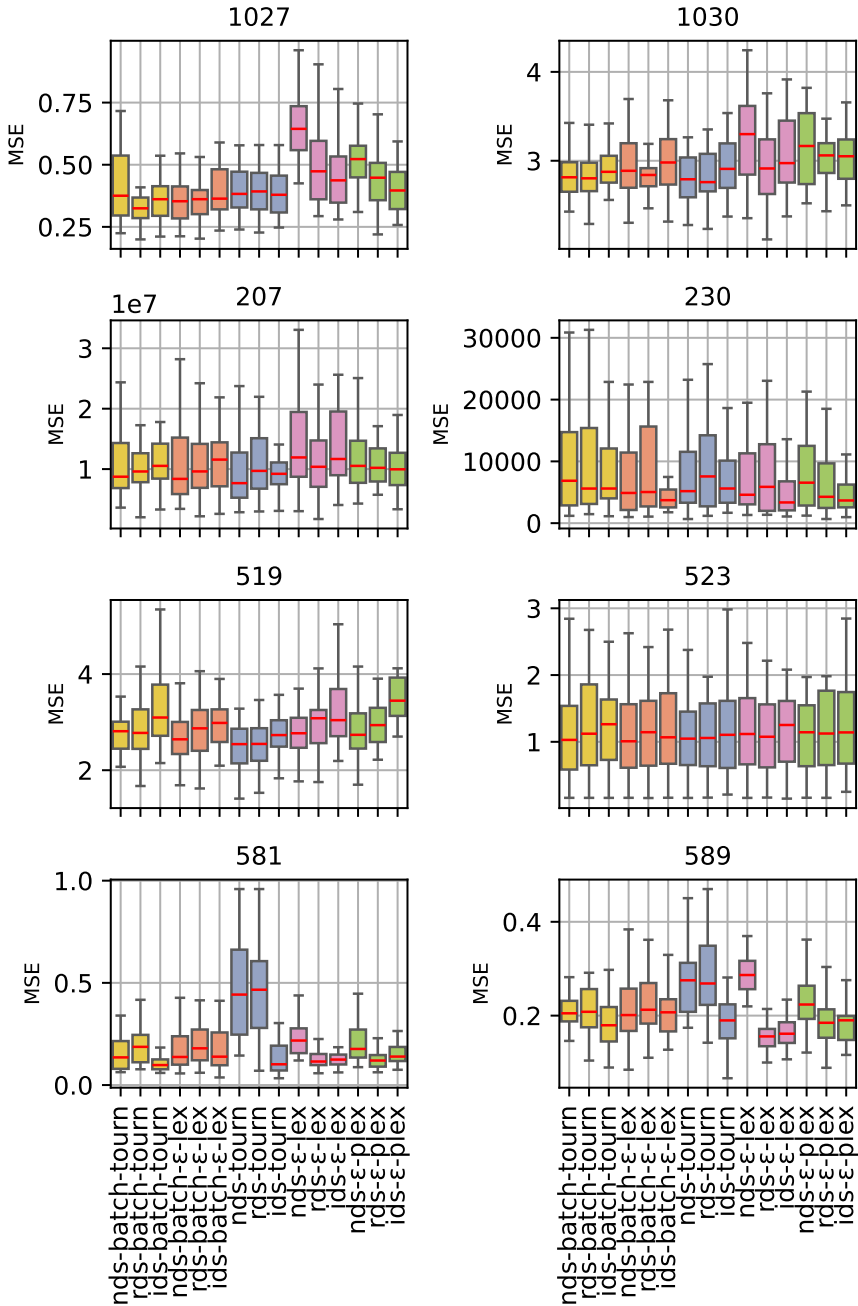 1027
1030
MSE
0.75
0.50
0.25
4
3
207
230
1e7
MSE
3
2
1
MSE
30000
20000
10000
0
519
523
MSE
4
2
MSE
3
2
1
581
589
MSE
1.0
0.5
0.0
MSE
0.4
0.2
nds-batch-tourn
rds-batch-tourn
ids-batch-tourn
nds-batch-ε-lex
rds-batch-ε-lex
ids-batch-ε-lex
nds-tourn
rds-tourn
ids-tourn
nds-ε-lex
rds-ε-lex
ids-ε-lex
nds-ε-plex
rds-ε-plex
ids-ε-plex
nds-batch-tourn
rds-batch-tourn
ids-batch-tourn
nds-batch-ε-lex
rds-batch-ε-lex
ids-batch-ε-lex
nds-tourn
rds-tourn
ids-tourn
nds-ε-lex
rds-ε-lex
ids-ε-lex
nds-ε-plex
rds-ε-plex
ids-ε-plex